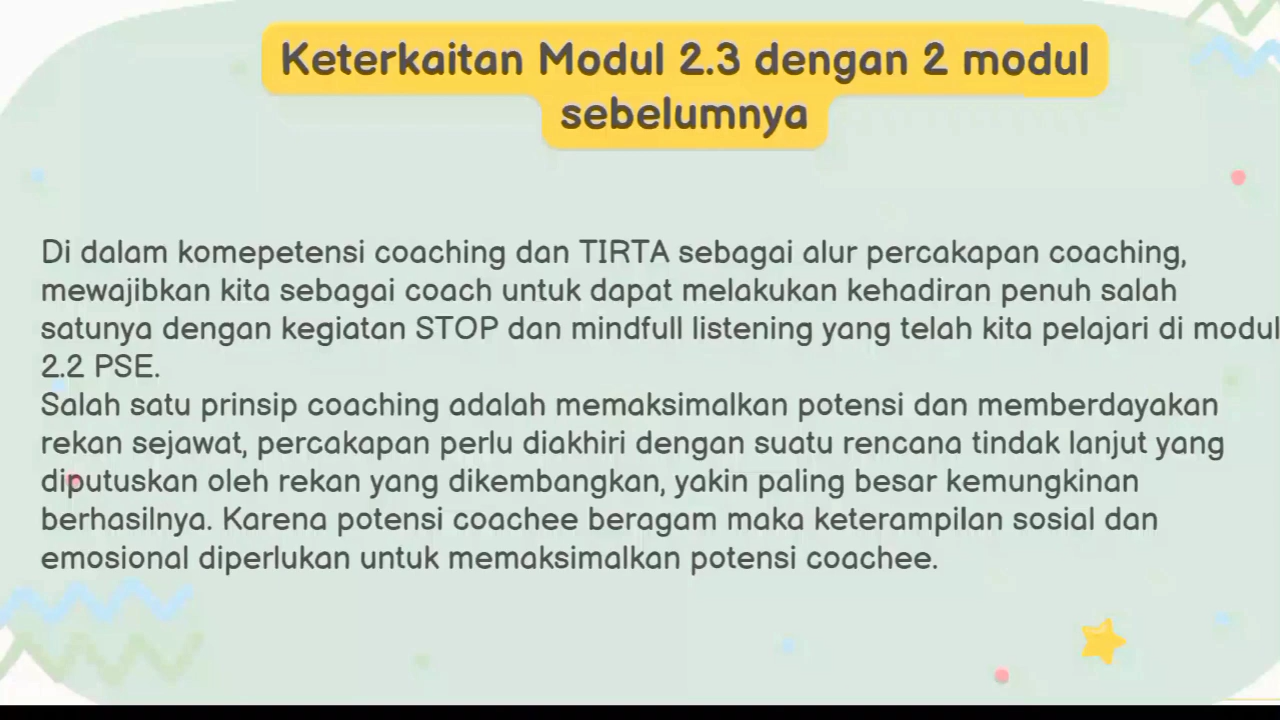 Keterkaitan Modul 2.3 dengan 2 modul
sebelumnya
Di dalam komepetensi coaching dan TIRTA sebagai alur percakapan coaching,
mewajibkan kita sebagai coach untuk dapat melakukan kehadiran penuh salah
satunya dengan kegiatan STOP dan mindfull listening yang telah kita pelajari di modul
2.2 PSE.
Salah satu prinsip coaching adalah memaksimalkan potensi dan memberdayakan
rekan sejawat, percakapan perlu diakhiri dengan suatu rencana tindak lanjut yang
diputuskan oleh rekan yang dikembangkan, yakin paling besar kemungkinan
berhasilnya. Karena potensi coachee beragam maka keterampilan sosial dan
emosional diperlukan untuk memaksimalkan potensi coachee.